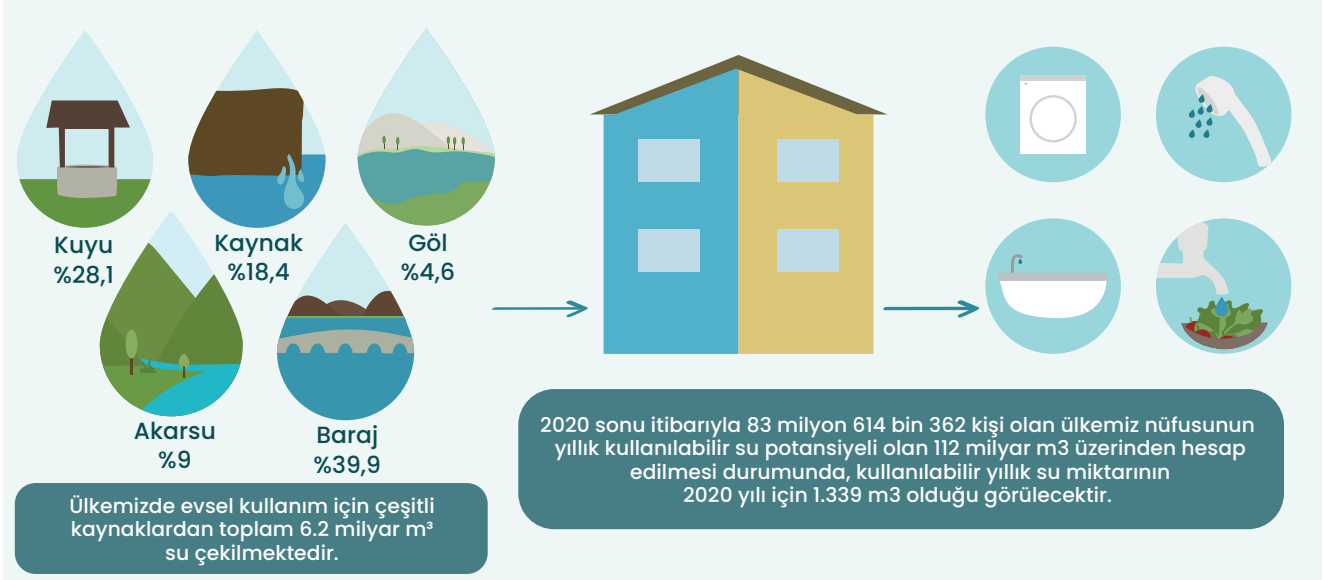 Kuyu
%28,1
Kaynak
%18,4
Göl
%4,6
Akarsu
%9
Baraj
%39,9
Ülkemizde evsel kullanım için çeşitli
kaynaklardan toplam 6.2 milyar m³
su çekilmektedir.
2020 sonu itibarıyla 83 milyon 614 bin 362 kişi olan ülkemiz nüfusunun
yıllık kullanılabilir su potansiyeli olan 112 milyar m3 üzerinden hesap
edilmesi durumunda, kullanılabilir yıllık su miktarının
2020 yılı için 1.339 m3 olduğu görülecektir.